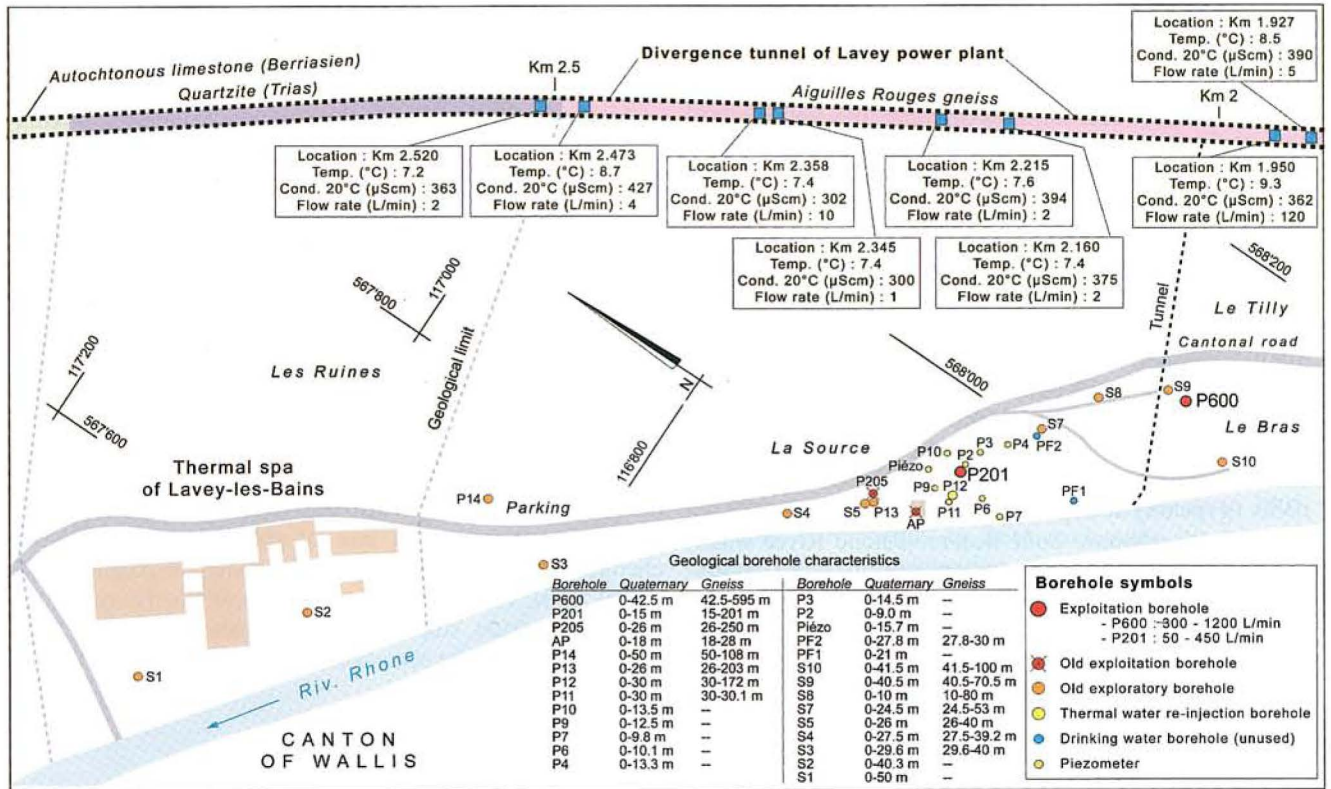 Location : Km 1.927
Temp. (°C) : 8.5
Cond. 20°C (µScm) : 390
Flow rate (L/min) : 5
Autochtonous limestone (Berriasien)
Quartzite (Trias)
Km 2.5
Divergence tunnel of Lavey power plant
Aiguilles Rouges gneiss
Km 2
Location : Km 2.520
Temp. (°C) : 7.2
Cond. 20°C (µScm) : 363
Flow rate (L/min) : 2
Location : Km 2.473
Temp. (°C) : 8.7
Cond. 20°C (µScm) : 427
Flow rate (L/min) : 4
Location : Km 2.358
Temp. (°C) : 7.4
Cond. 20°C (µScm) : 302
Flow rate (L/min) : 10
Location : Km 2.215
Temp. (°C) : 7.6
Cond. 20°C (µScm) : 394
Flow rate (L/min) : 2
Location : Km 1.950
Temp. (°C) : 9.3
Cond. 20°C (µScm) : 362
Flow rate (L/min) : 120
Location : Km 2.345
Temp. (°C) : 7.4
Cond. 20°C (µScm) : 300
Flow rate (L/min) : 1
Location : Km 2.160
Temp. (°C) : 7.4
Cond. 20°C (µScm) : 375
Flow rate (L/min) : 2
568'200
567'800
117'000
Geological limit
Tunnel
Le Tilly
Cantonal road
117'200
567'600
Les Ruines
N
568'000
116'800
S8
S9
P600
Le Bras
S10
La Source
S7
PF2
P10
P3
P4
P2
Piézo
P201
P205
P9
P12
S5
P13
AP
P11
P6
P7
PF1
S4
Thermal spa
of Lavey-les-Bains
P14
Parking
S3
S2
S1
Riv. Rhone
CANTON
OF WALLIS
Geological borehole characteristics
Borehole Quaternary Gneiss
P600 0-42.5 m 42.5-595 m
P201 0-15 m 15-201 m
P205 0-26 m 26-250 m
AP 0-18 m 18-28 m
P14 0-50 m 50-108 m
P13 0-26 m 26-203 m
P12 0-30 m 30-172 m
P11 0-30 m 30-30.1 m
P10 0-13.5 m --
P9 0-12.5 m --
P7 0-9.8 m --
P6 0-10.1 m --
P4 0-13.3 m --
Borehole Quaternary Gneiss
P3 0-14.5 m --
P2 0-9.0 m --
Piézo 0-15.7 m --
PF2 0-27.8 m 27.8-30 m
PF1 0-21 m --
S10 0-41.5 m 41.5-100 m
S9 0-40.5 m 40.5-70.5 m
S8 0-10 m 10-80 m
S7 0-24.5 m 24.5-53 m
S5 0-26 m 26-40 m
S4 0-27.5 m 27.5-39.2 m
S3 0-29.6 m 29.6-40 m
S2 0-40.3 m --
S1 0-50 m --
Borehole symbols
Exploitation borehole
- P600 : 300 - 1200 L/min
- P201 : 50 - 450 L/min
Old exploitation borehole
Old exploratory borehole
Thermal water re-injection borehole
Drinking water borehole (unused)
Piezometer